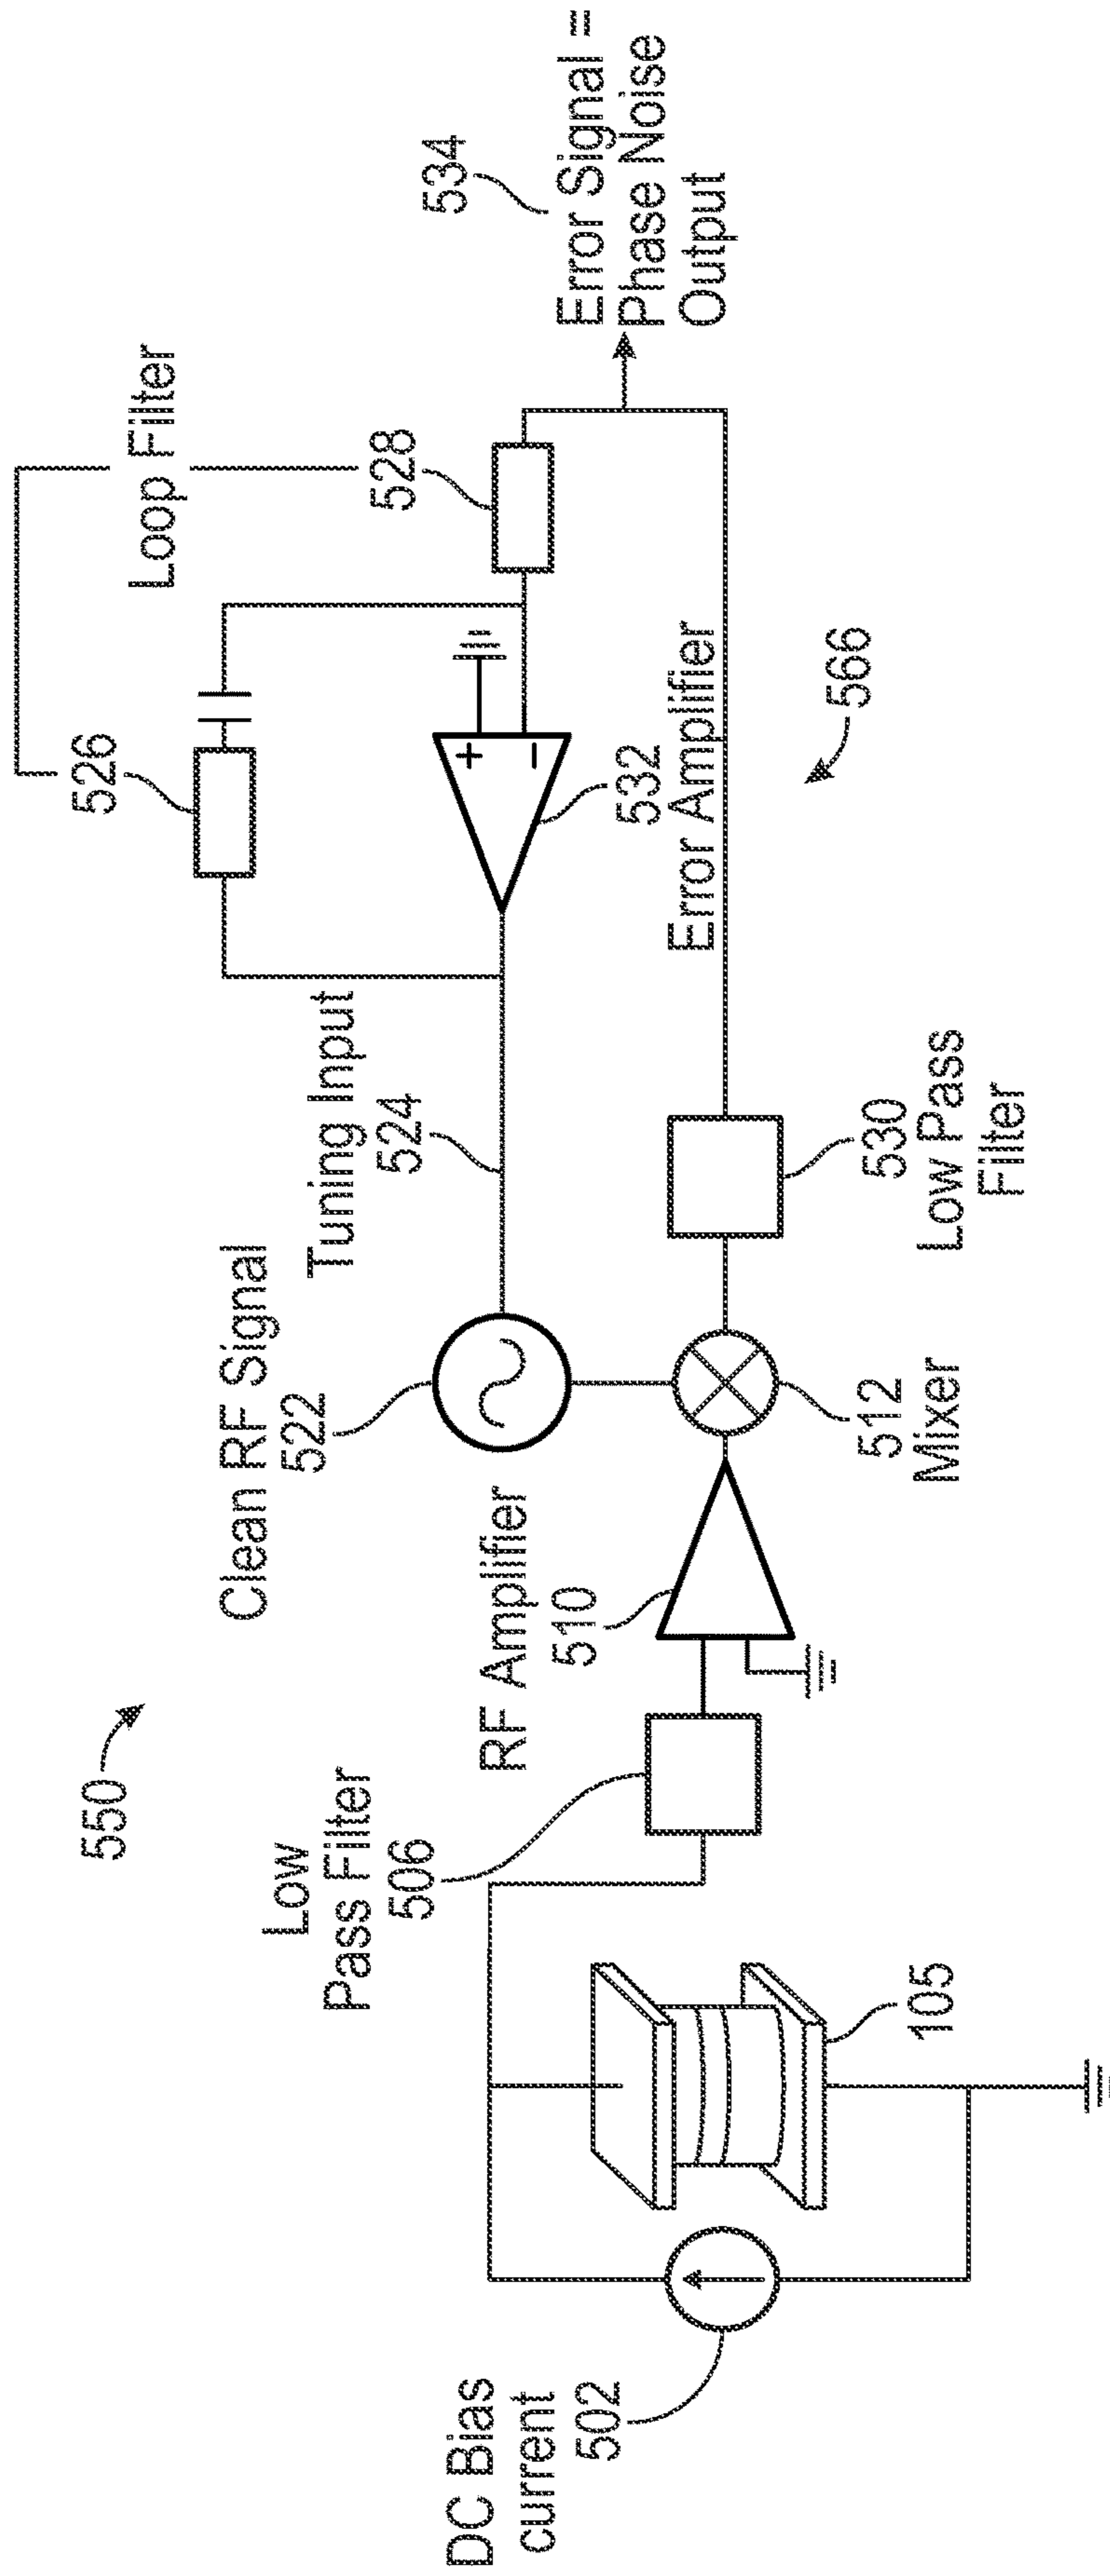 550
DC Bias
current
502
Low
Pass Filter
506
105
RF Amplifier
510
Clean RF Signal
522
512
Mixer
Tuning Input
524
530
Low Pass
Filter
526
Loop Filter
528
+
−
532
Error Amplifier
566
534
Error Signal =
Phase Noise
Output